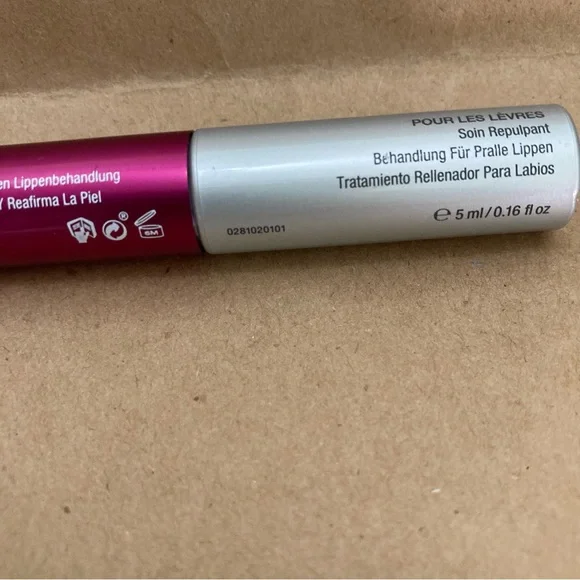 POUR LES LÈVRES
Soin Repulpant
Behandlung Für Pralle Lippen
Tratamiento Rellenador Para Labios
℮ 5 ml/0.16 fl oz
0281020101
en Lippenbehandlung
Y Reafirma La Piel
®
6M